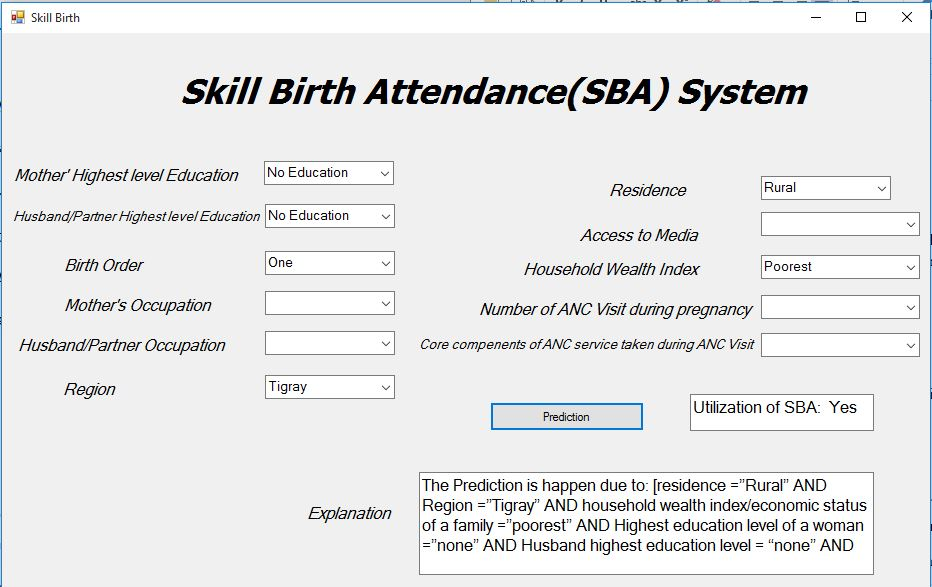 Skill Birth
Skill Birth Attendance(SBA) System
Mother' Highest level Education No Education
Husband/Partner Highest level Education No Education
Birth Order One
Mother's Occupation
Husband/Partner Occupation
Region Tigray
Residence Rural
Access to Media
Household Wealth Index Poorest
Number of ANC Visit during pregnancy
Core compenents of ANC service taken during ANC Visit
Prediction
Utilization of SBA:  Yes
Explanation
The Prediction is happen due to: [residence =”Rural” AND
Region =”Tigray” AND household wealth index/economic status
of a family =”poorest” AND Highest education level of a woman
=”none” AND Husband highest education level = “none” AND